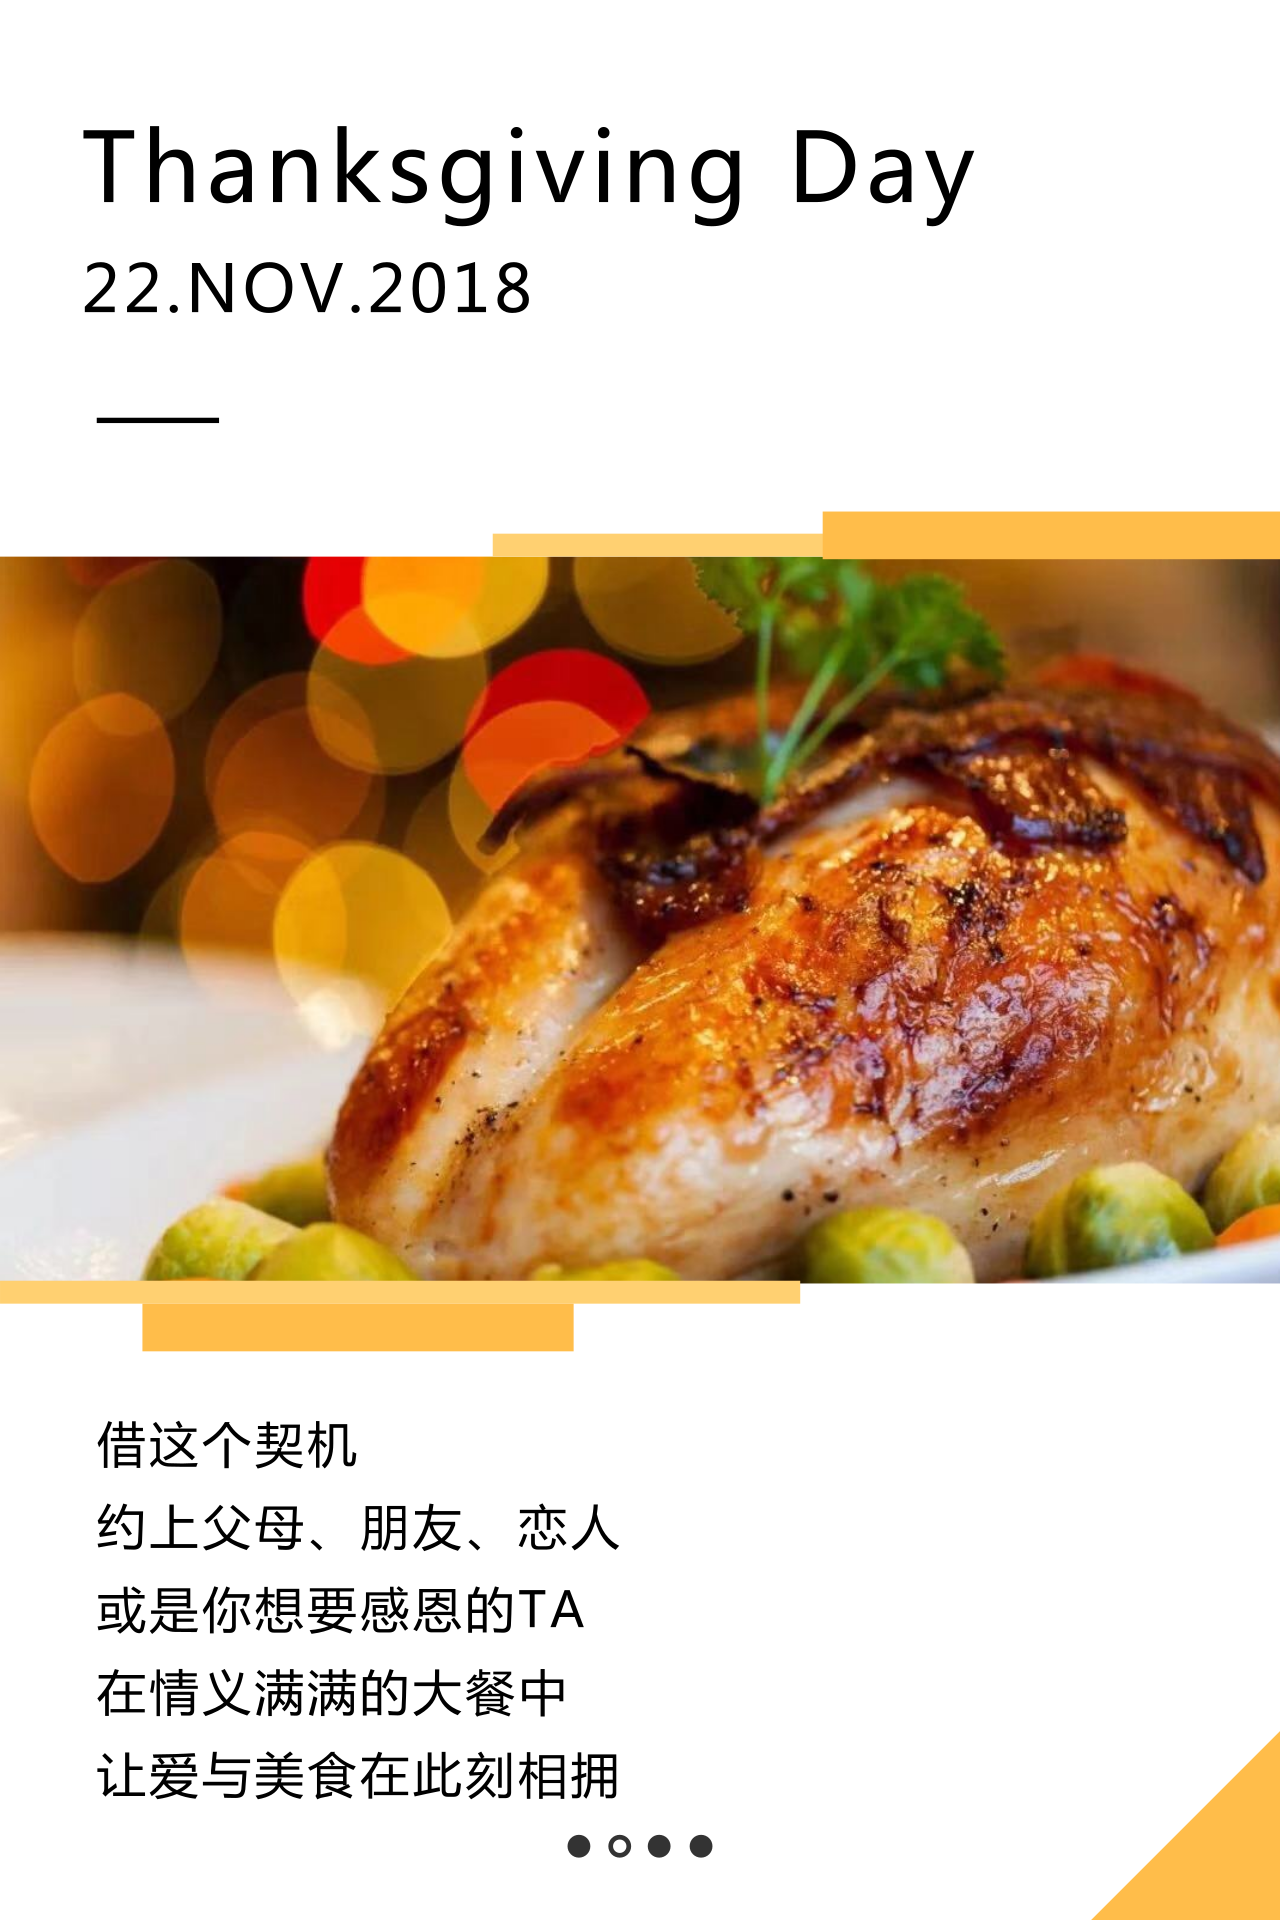 Thanksgiving Day
22.NOV.2018
借这个契机
约上父母、朋友、恋人
或是你想要感恩的TA
在情义满满的大餐中
让爱与美食在此刻相拥